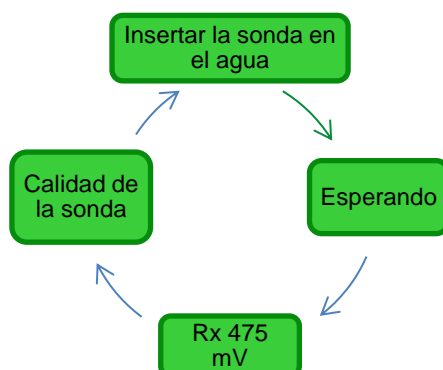 Insertar la sonda en
el agua
Esperando
Rx 475
mV
Calidad de
la sonda